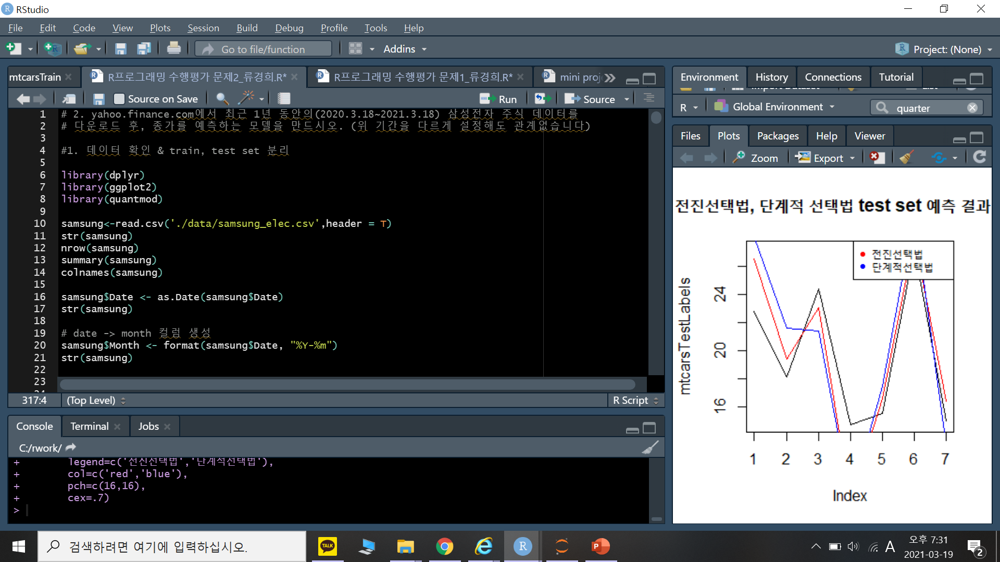 RStudio
File Edit Code View Plots Session Build Debug Profile Tools Help
Go to file/function Addins Project: (None)
mtcarsTrain R프로그래밍 수행평가 문제2_류경희.R* R프로그래밍 수행평가 문제1_류경희.R* mini proj
Source on Save Run Source
1 # 2. yahoo.finance.com에서 최근 1년 동안의(2020.3.18~2021.3.18) 삼성전자 주식 데이터를
2 # 다운로드 후, 종가를 예측하는 모델을 만드시오. (위 기간을 다르게 설정해도 관계없습니다)
3
4 #1. 데이터 확인 & train, test set 분리
5
6 library(dplyr)
7 library(ggplot2)
8 library(quantmod)
9
10 samsung<-read.csv('./data/samsung_elec.csv',header = T)
11 str(samsung)
12 nrow(samsung)
13 summary(samsung)
14 colnames(samsung)
15
16 samsung$Date <- as.Date(samsung$Date)
17 str(samsung)
18
19 # date -> month 컬럼 생성
20 samsung$Month <- format(samsung$Date, "%Y-%m")
21 str(samsung)
22
23
317:4 (Top Level) R Script
Console Terminal Jobs
C:/rwork/
+ legend=c('전진선택법','단계적선택법'),
+ col=c('red','blue'),
+ pch=c(16,16),
+ cex=.7)
>
Environment History Connections Tutorial
R Global Environment quarter
Files Plots Packages Help Viewer
Zoom Export
전진선택법, 단계적 선택법 test set 예측 결과
전진선택법
단계적선택법
mtcarsTestLabels
24
20
16
1 2 3 4 5 6 7
Index
검색하려면 여기에 입력하십시오.
TALK
R
P
A
오후 7:31
2021-03-19
2